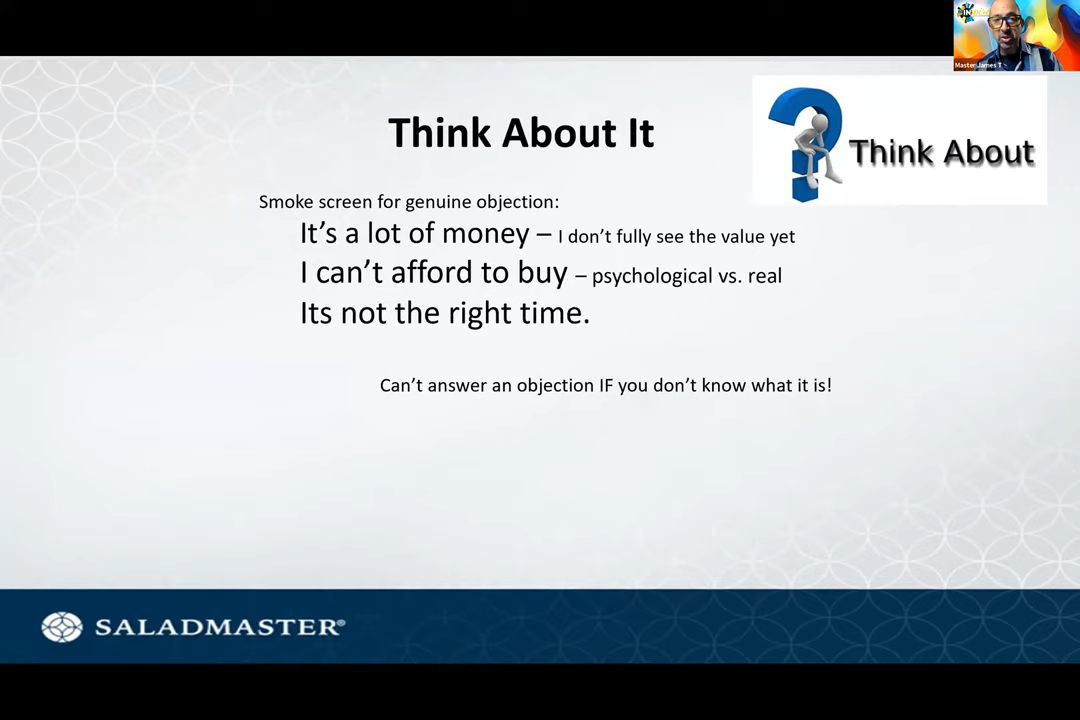 Master James T
Think About It
Think About
Smoke screen for genuine objection:
It's a lot of money – I don't fully see the value yet
I can't afford to buy – psychological vs. real
Its not the right time.
Can't answer an objection IF you don't know what it is!
SALADMASTER®